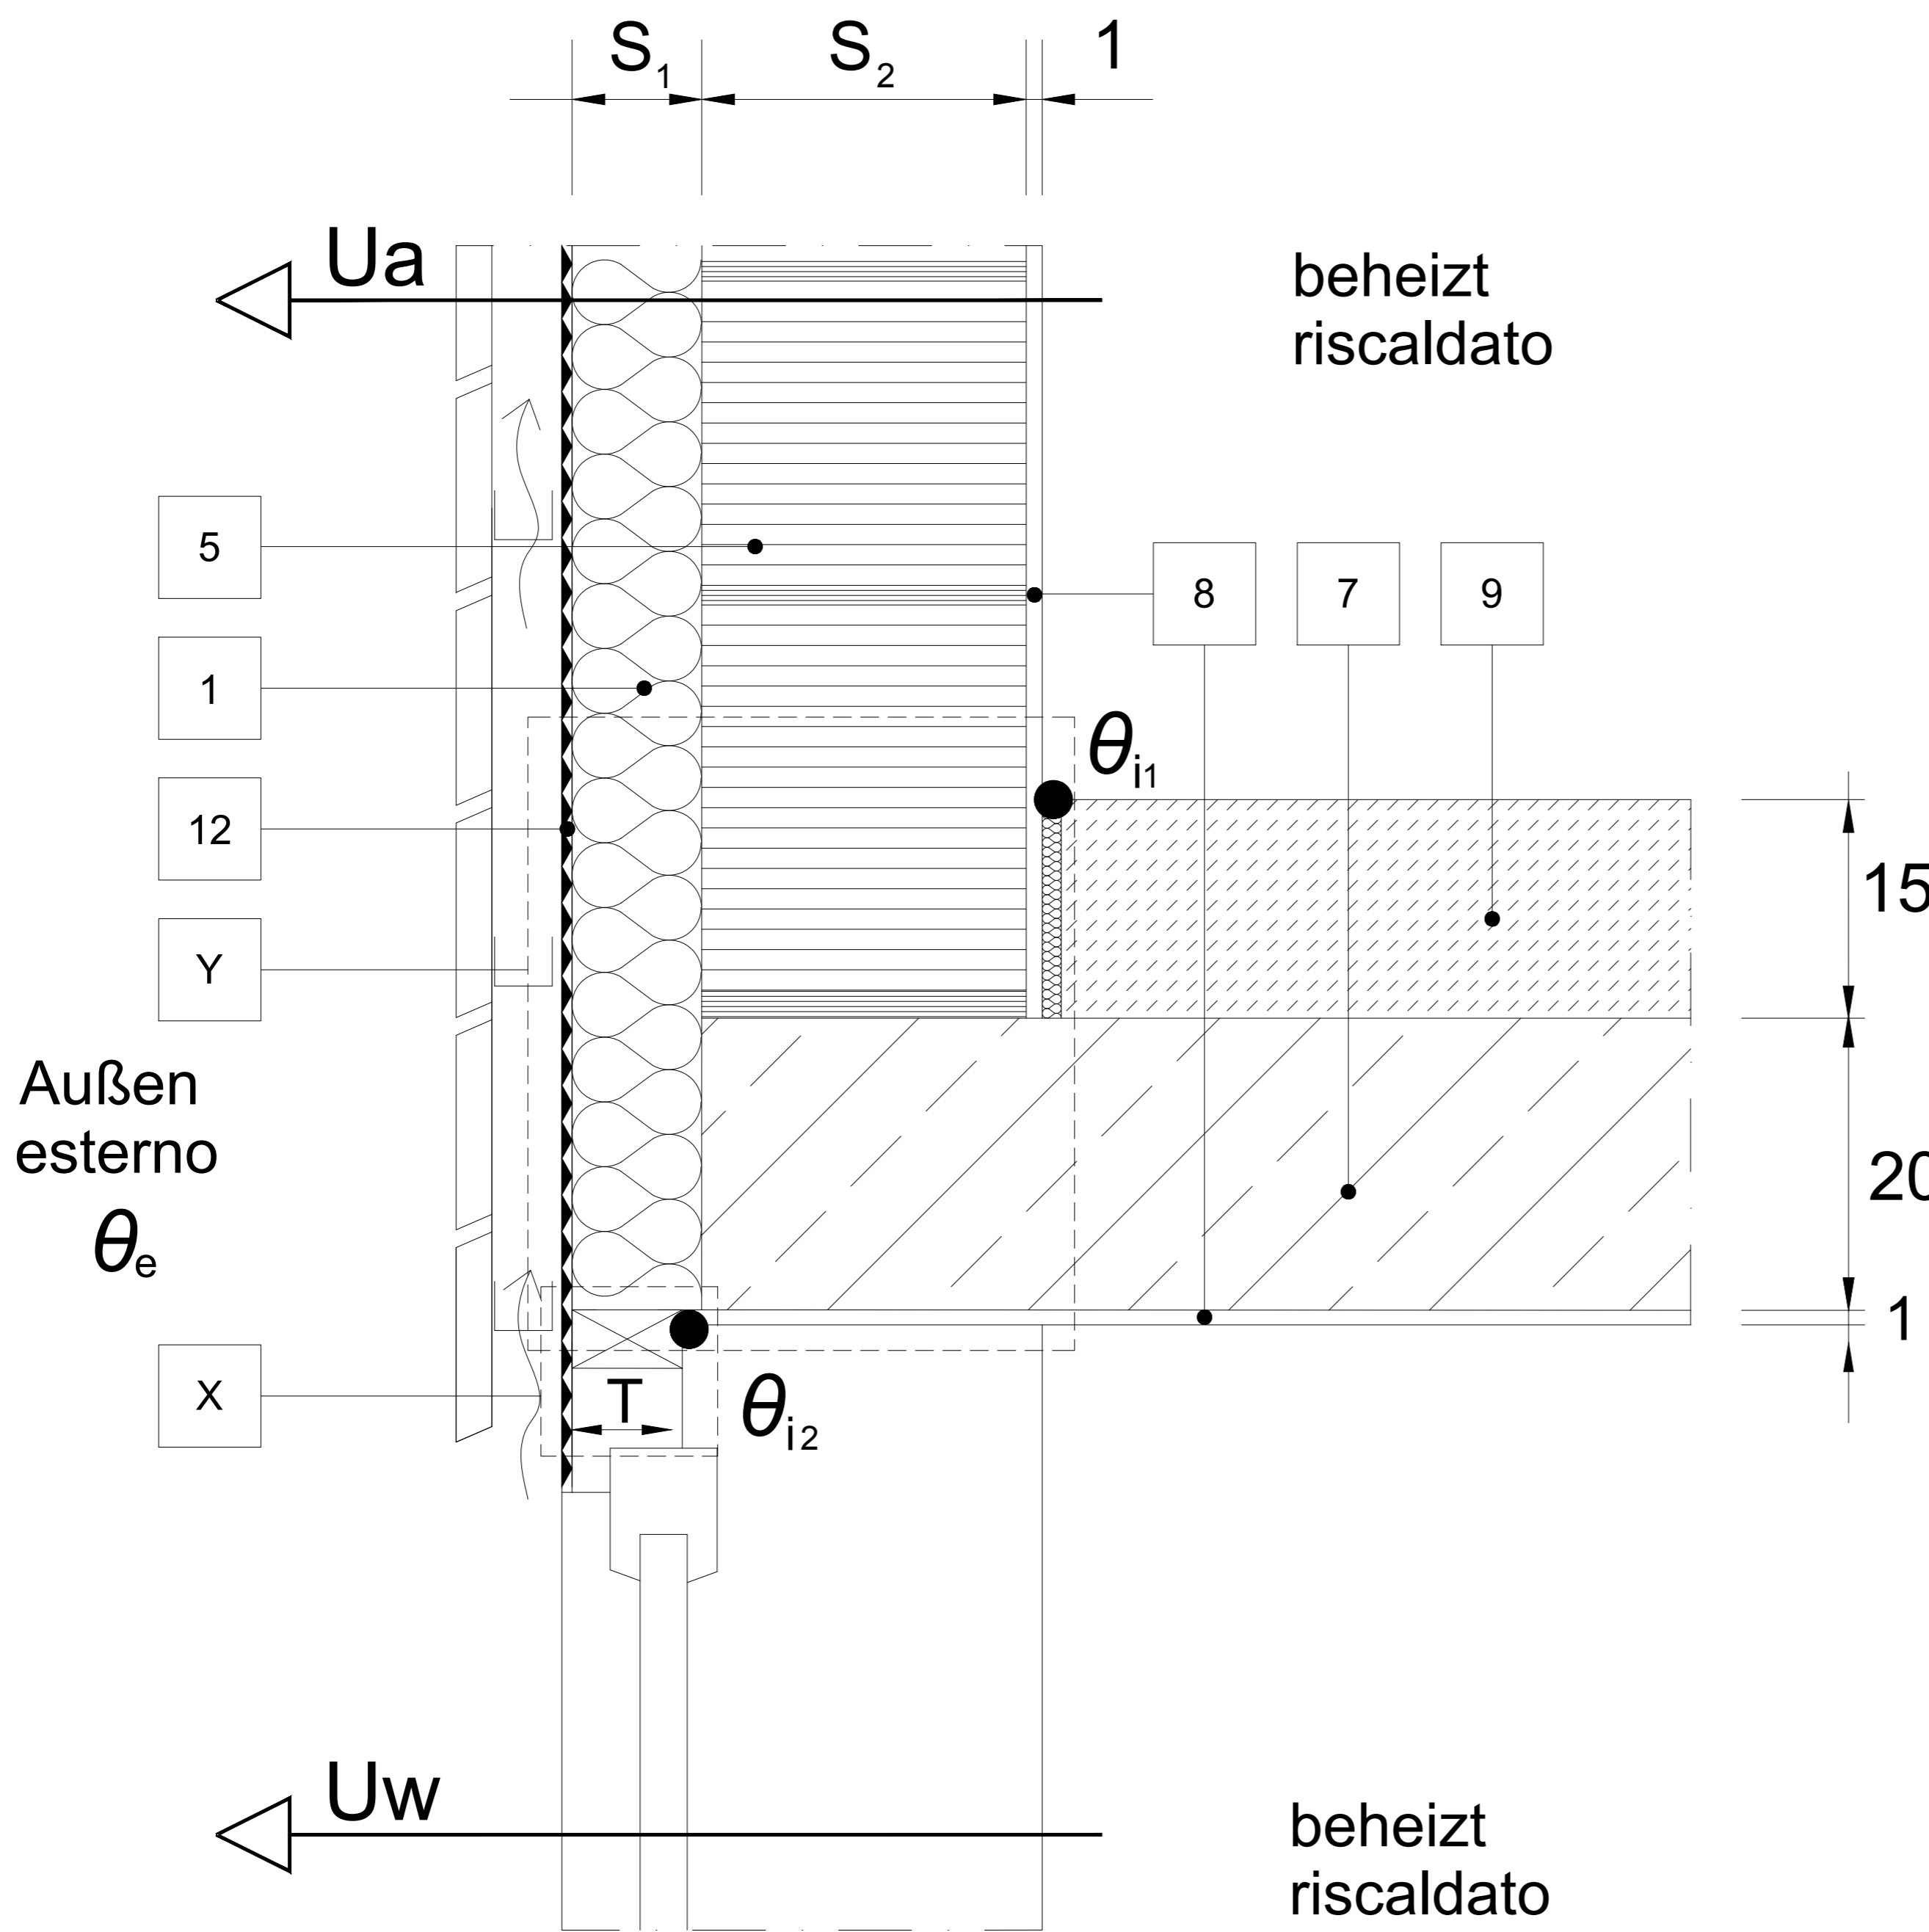 S₁ S₂ 1
Ua
beheizt
riscaldato
5
8 7 9
1
θi1
12
15
Y
Außen
esterno
20
θe
1
X
T
θi2
Uw
beheizt
riscaldato